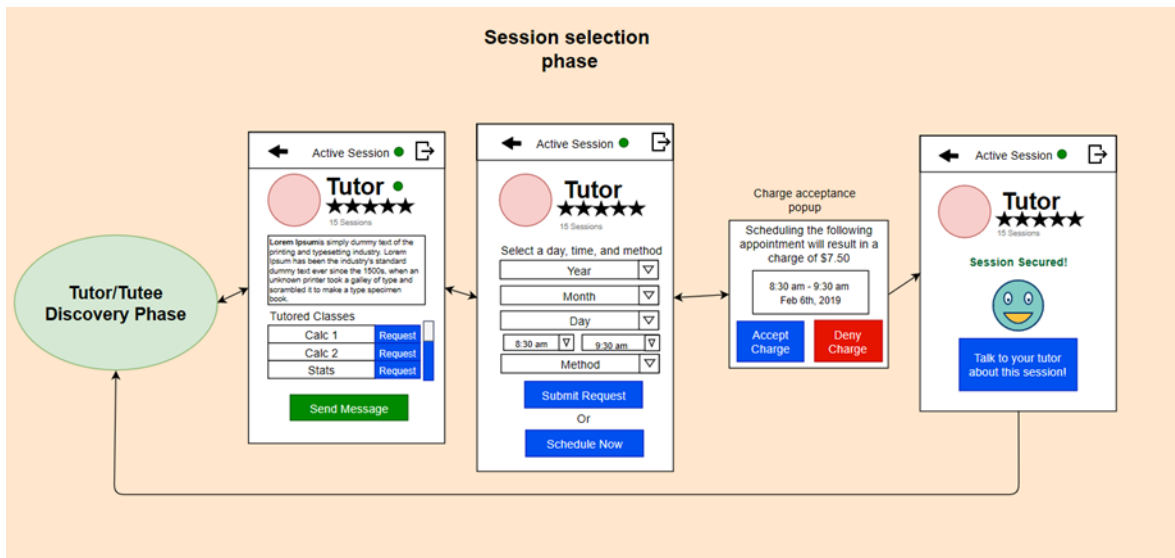 Session selection
phase
Tutor/Tutee
Discovery Phase
Active Session
Tutor
15 Sessions
Lorem Ipsumis simply dummy text of the
printing and typesetting industry. Lorem
Ipsum has been the industry's standard
dummy text ever since the 1500s, when an
unknown printer took a galley of type and
scrambled it to make a type specimen
book.
Tutored Classes
Calc 1 Request
Calc 2 Request
Stats Request
Send Message
Active Session
Tutor
15 Sessions
Select a day, time, and method
Year
Month
Day
8:30 am 9:30 am
Method
Submit Request
Or
Schedule Now
Charge acceptance
popup
Scheduling the following
appointment will result in a
charge of $7.50
8:30 am - 9:30 am
Feb 6th, 2019
Accept
Charge
Deny
Charge
Active Session
Tutor
15 Sessions
Session Secured!
Talk to your tutor
about this session!